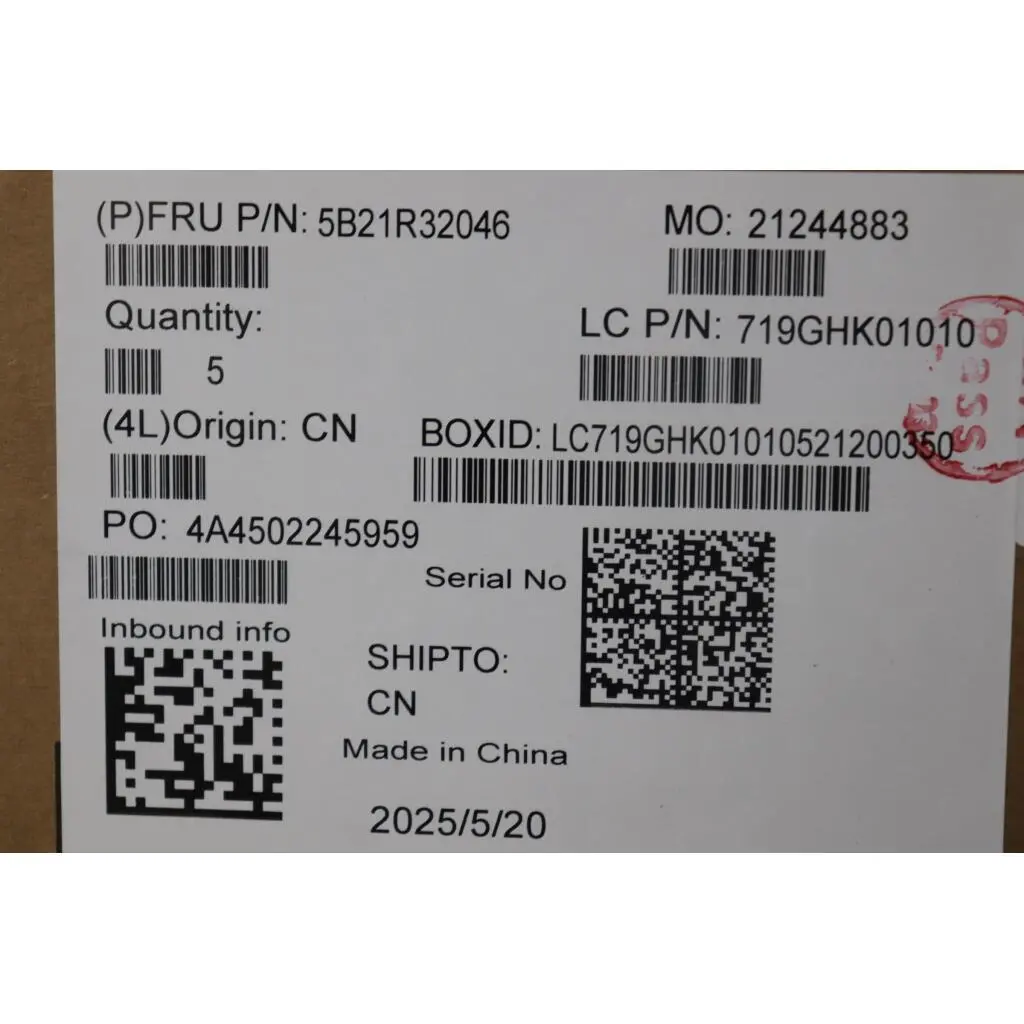 (P)FRU P/N: 5B21R32046
MO: 21244883
Quantity:
5
LC P/N: 719GHK01010
(4L)Origin: CN
BOXID: LC719GHK01010521200350
PO: 4A4502245959
Serial No
Inbound info
SHIPTO:
CN
Made in China
2025/5/20